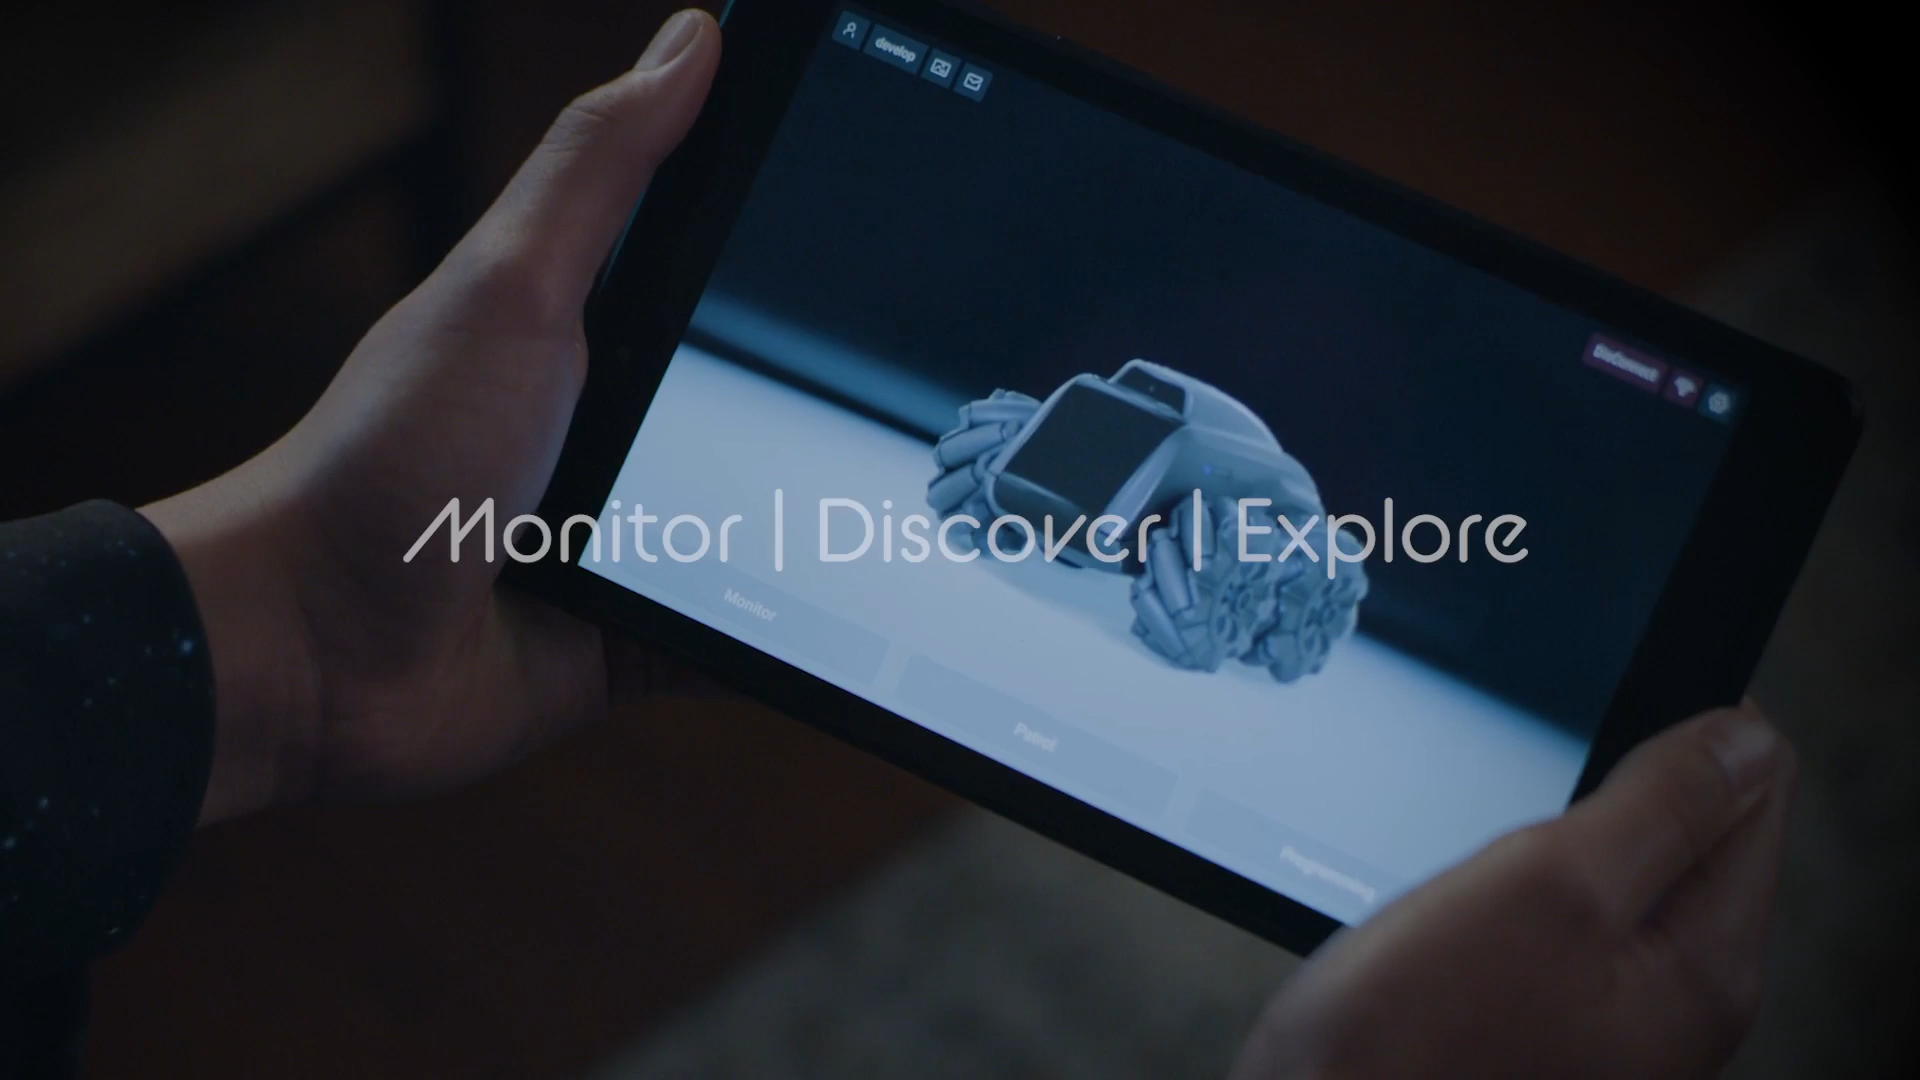 develop
Disconnect
Monitor | Discover | Explore
Monitor
Patrol
Programming